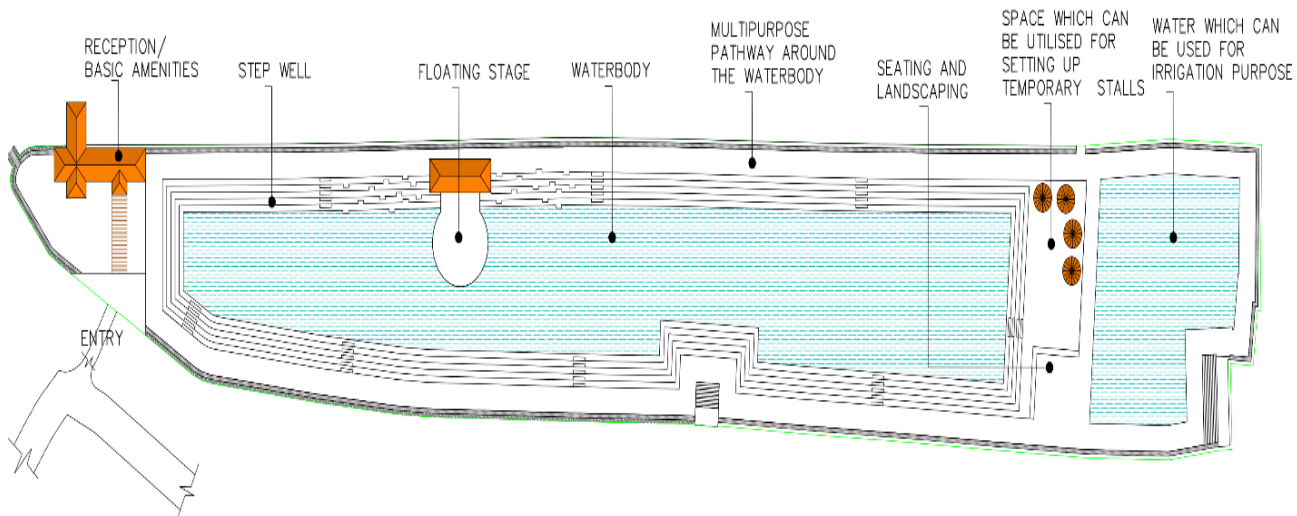 RECEPTION/
BASIC AMENITIES
STEP WELL
FLOATING STAGE
WATERBODY
MULTIPURPOSE
PATHWAY AROUND
THE WATERBODY
SEATING AND
LANDSCAPING
SPACE WHICH CAN
BE UTILISED FOR
SETTING UP
TEMPORARY STALLS
WATER WHICH CAN
BE USED FOR
IRRIGATION PURPOSE
ENTRY